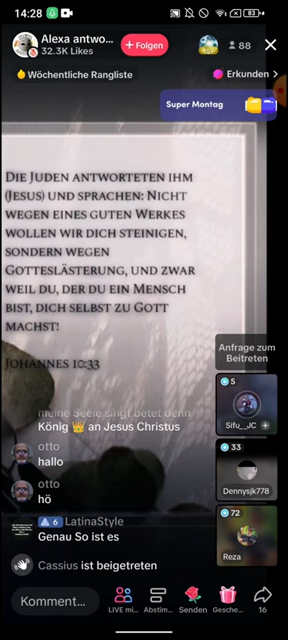 14:28
83
Alexa antwo...
32.3K Likes
+ Folgen
88
Wöchentliche Rangliste
Erkunden >
Super Montag
Die Juden antworteten ihm
(Jesus) und sprachen: Nicht
wegen eines guten Werkes
wollen wir dich steinigen,
sondern wegen
Gotteslästerung, und zwar
weil du, der du ein Mensch
bist, dich selbst zu Gott
machst!
Johannes 10:33
Anfrage zum
Beitreten
5
Sifu_JC +
33
Dennysjk778
72
Reza
meine Seele singt betet denn
König 👑 an Jesus Christus
otto
hallo
otto
hö
6 LatinaStyle
Genau So ist es
Cassius ist beigetreten
Komment...
LIVE mi...
Abstim...
Senden
Gesche...
16